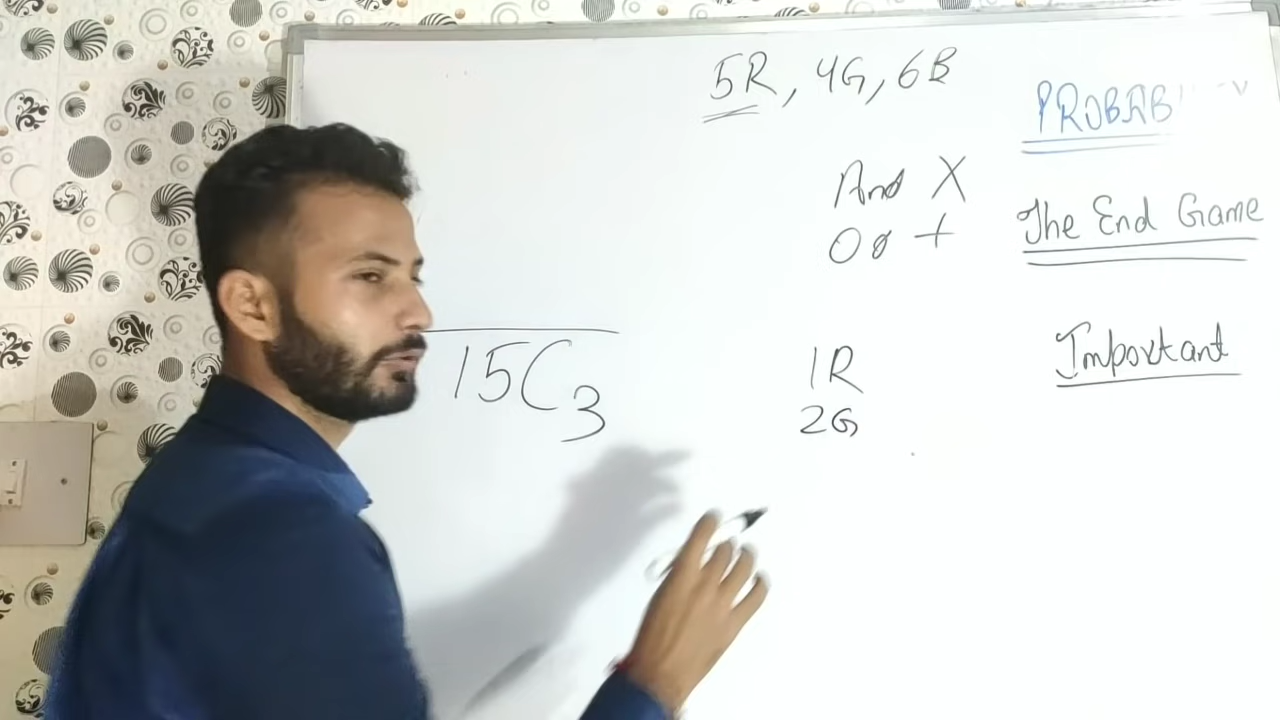 5R, 4G, 6B
And X
Or +
The End Game
1R
2G
15C3
Important